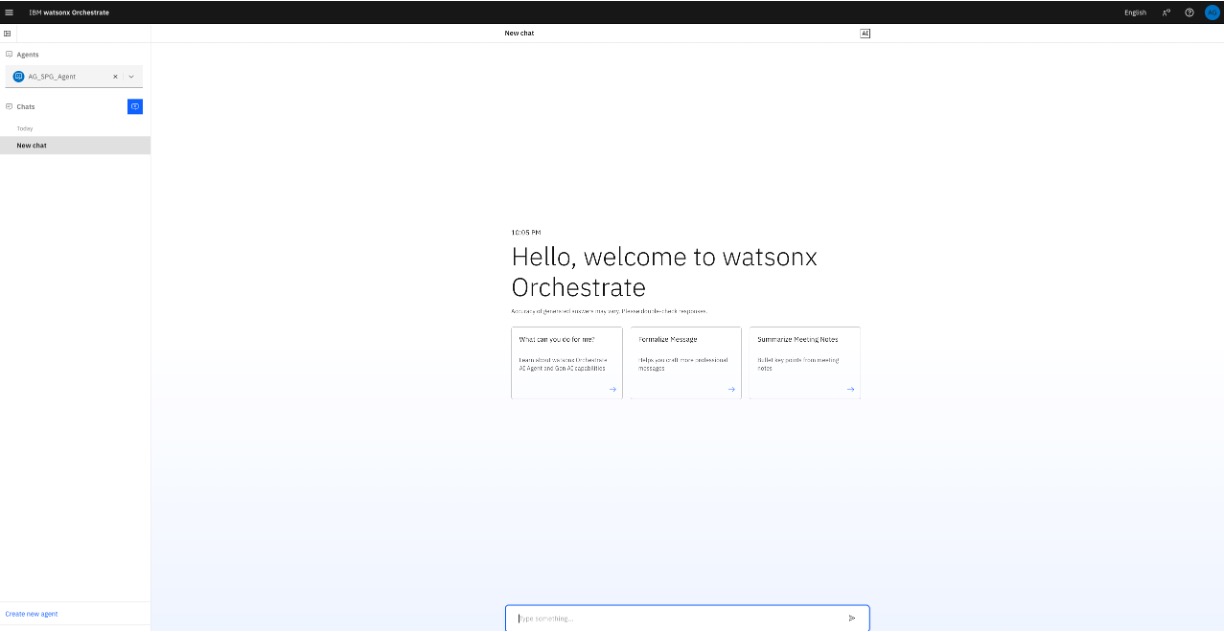 IBM watsonx Orchestrate
English
AG
New chat
AI
Agents
AG_SPG_Agent
Chats
Today
New chat
10:05 PM
Hello, welcome to watsonx
Orchestrate
Accuracy of generated answers may vary. Please double-check responses.
What can you do for me?
Learn about watsonx Orchestrate
AI Agent and Gen AI capabilities
Formalize Message
Helps you craft more professional
messages
Summarize Meeting Notes
Bullet key points from meeting
notes
Create new agent
Type something...